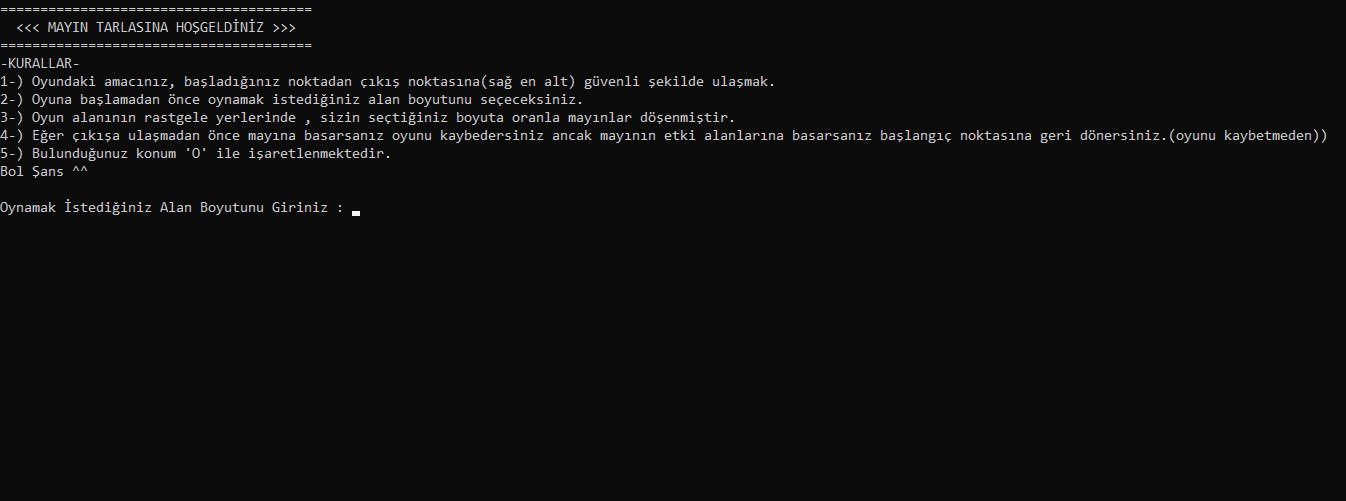 =======================================
<<< MAYIN TARLASINA HOŞGELDİNİZ >>>
=======================================
-KURALLAR-
1-) Oyundaki amacınız, başladığınız noktadan çıkış noktasına(sağ en alt) güvenli şekilde ulaşmak.
2-) Oyuna başlamadan önce oynamak istediğiniz alan boyutunu seçeceksiniz.
3-) Oyun alanının rastgele yerlerinde , sizin seçtiğiniz boyuta oranla mayınlar döşenmiştir.
4-) Eğer çıkışa ulaşmadan önce mayına basarsanız oyunu kaybedersiniz ancak mayının etki alanlarına basarsanız başlangıç noktasına geri dönersiniz.(oyunu kaybetmeden))
5-) Bulunduğunuz konum 'O' ile işaretlenmektedir.
Bol Şans ^^
Oynamak İstediğiniz Alan Boyutunu Giriniz :